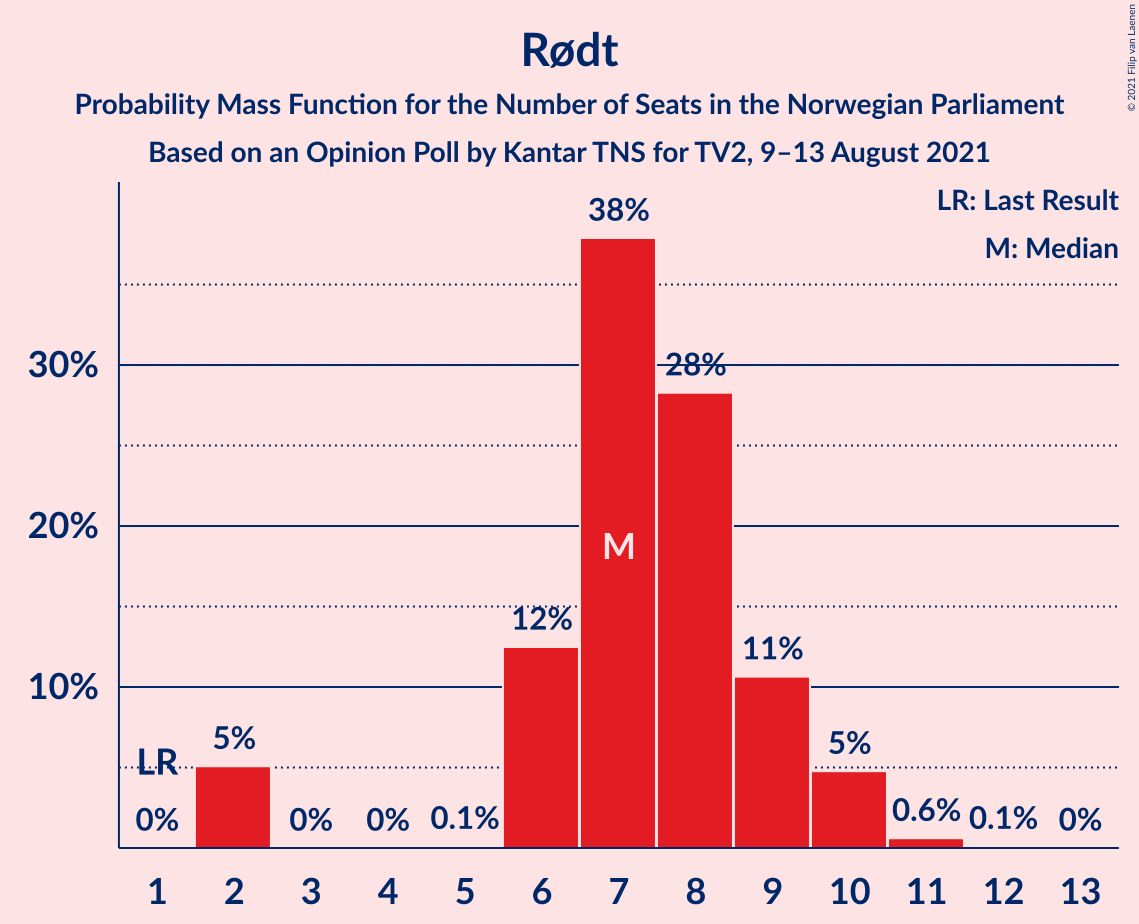 Rødt
Probability Mass Function for the Number of Seats in the Norwegian Parliament
Based on an Opinion Poll by Kantar TNS for TV2, 9–13 August 2021
© 2021 Filip van Laenen
LR: Last Result
M: Median
38%
30%
28%
20%
M
12%
11%
10%
5%
5%
LR
0%
0%
0%
0.1%
0.6%
0.1%
0%
1 2 3 4 5 6 7 8 9 10 11 12 13